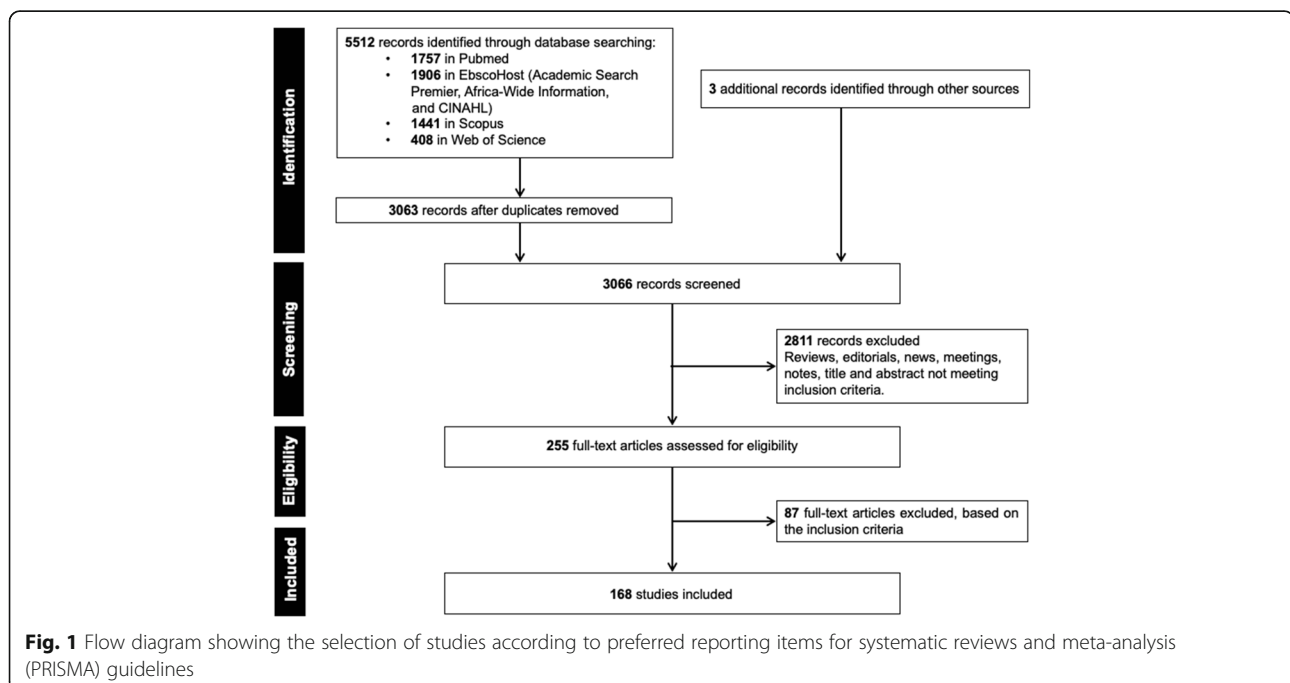 Identification
5512 records identified through database searching:
• 1757 in Pubmed
• 1906 in EbscoHost (Academic Search
Premier, Africa-Wide Information,
and CINAHL)
• 1441 in Scopus
• 408 in Web of Science
3 additional records identified through other sources
3063 records after duplicates removed
Screening
3066 records screened
2811 records excluded
Reviews, editorials, news, meetings,
notes, title and abstract not meeting
inclusion criteria.
Eligibility
255 full-text articles assessed for eligibility
87 full-text articles excluded, based on
the inclusion criteria
Included
168 studies included
Fig. 1 Flow diagram showing the selection of studies according to preferred reporting items for systematic reviews and meta-analysis
(PRISMA) guidelines